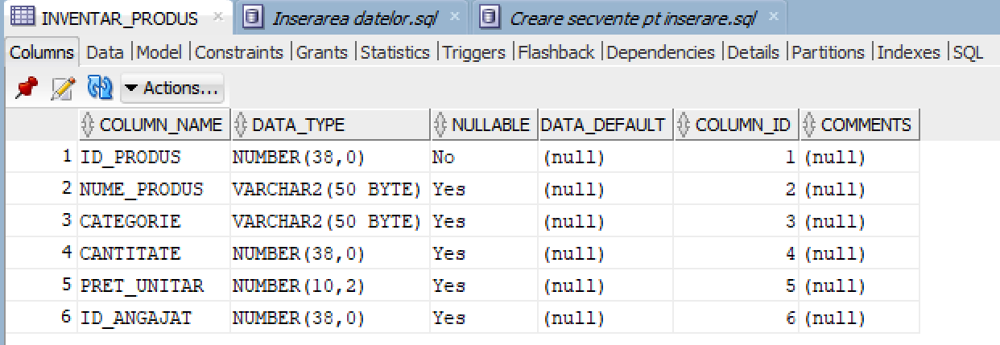 INVENTAR_PRODUS × Inserarea datelor.sql × Creare secvente pt inserare.sql ×
Columns Data |Model |Constraints |Grants |Statistics |Triggers |Flashback |Dependencies |Details |Partitions |Indexes |SQL
Actions...
COLUMN_NAME DATA_TYPE NULLABLE DATA_DEFAULT COLUMN_ID COMMENTS
1 ID_PRODUS NUMBER(38,0) No (null) 1 (null)
2 NUME_PRODUS VARCHAR2(50 BYTE) Yes (null) 2 (null)
3 CATEGORIE VARCHAR2(50 BYTE) Yes (null) 3 (null)
4 CANTITATE NUMBER(38,0) Yes (null) 4 (null)
5 PRET_UNITAR NUMBER(10,2) Yes (null) 5 (null)
6 ID_ANGAJAT NUMBER(38,0) Yes (null) 6 (null)